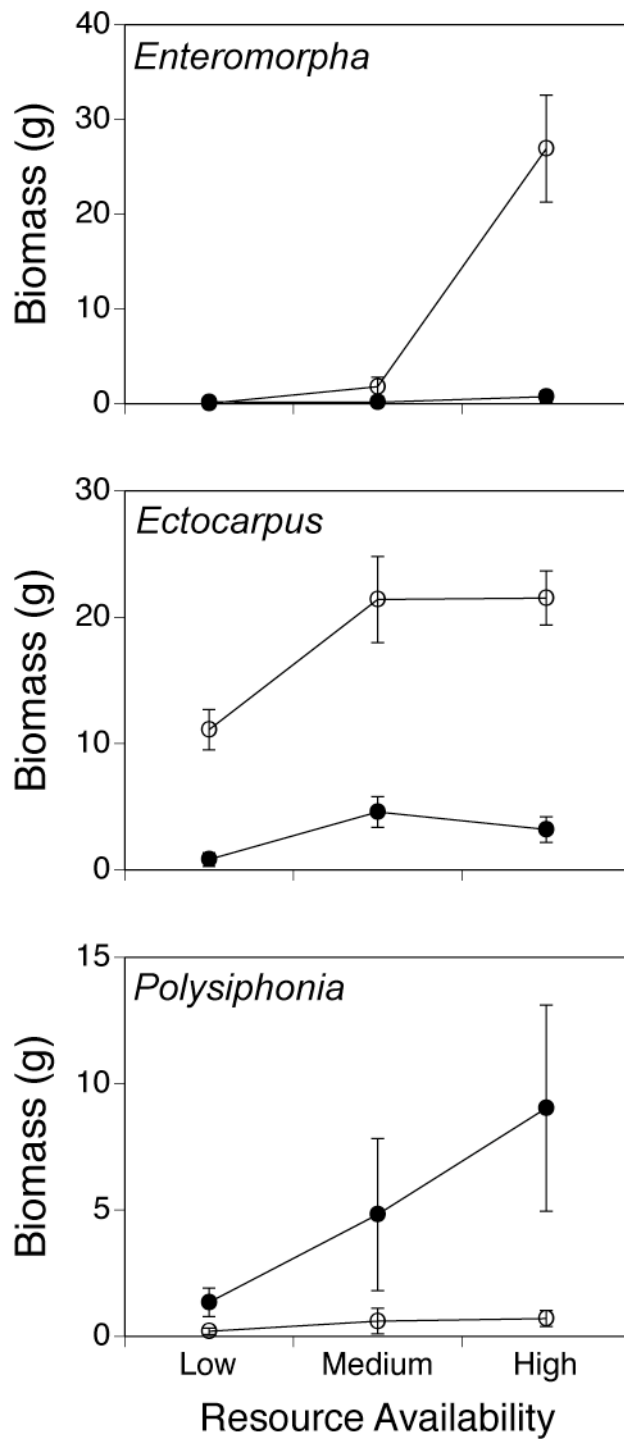 Enteromorpha
Biomass (g)
40
30
20
10
0
Ectocarpus
Biomass (g)
30
20
10
0
Polysiphonia
Biomass (g)
15
10
5
0
Low Medium High
Resource Availability